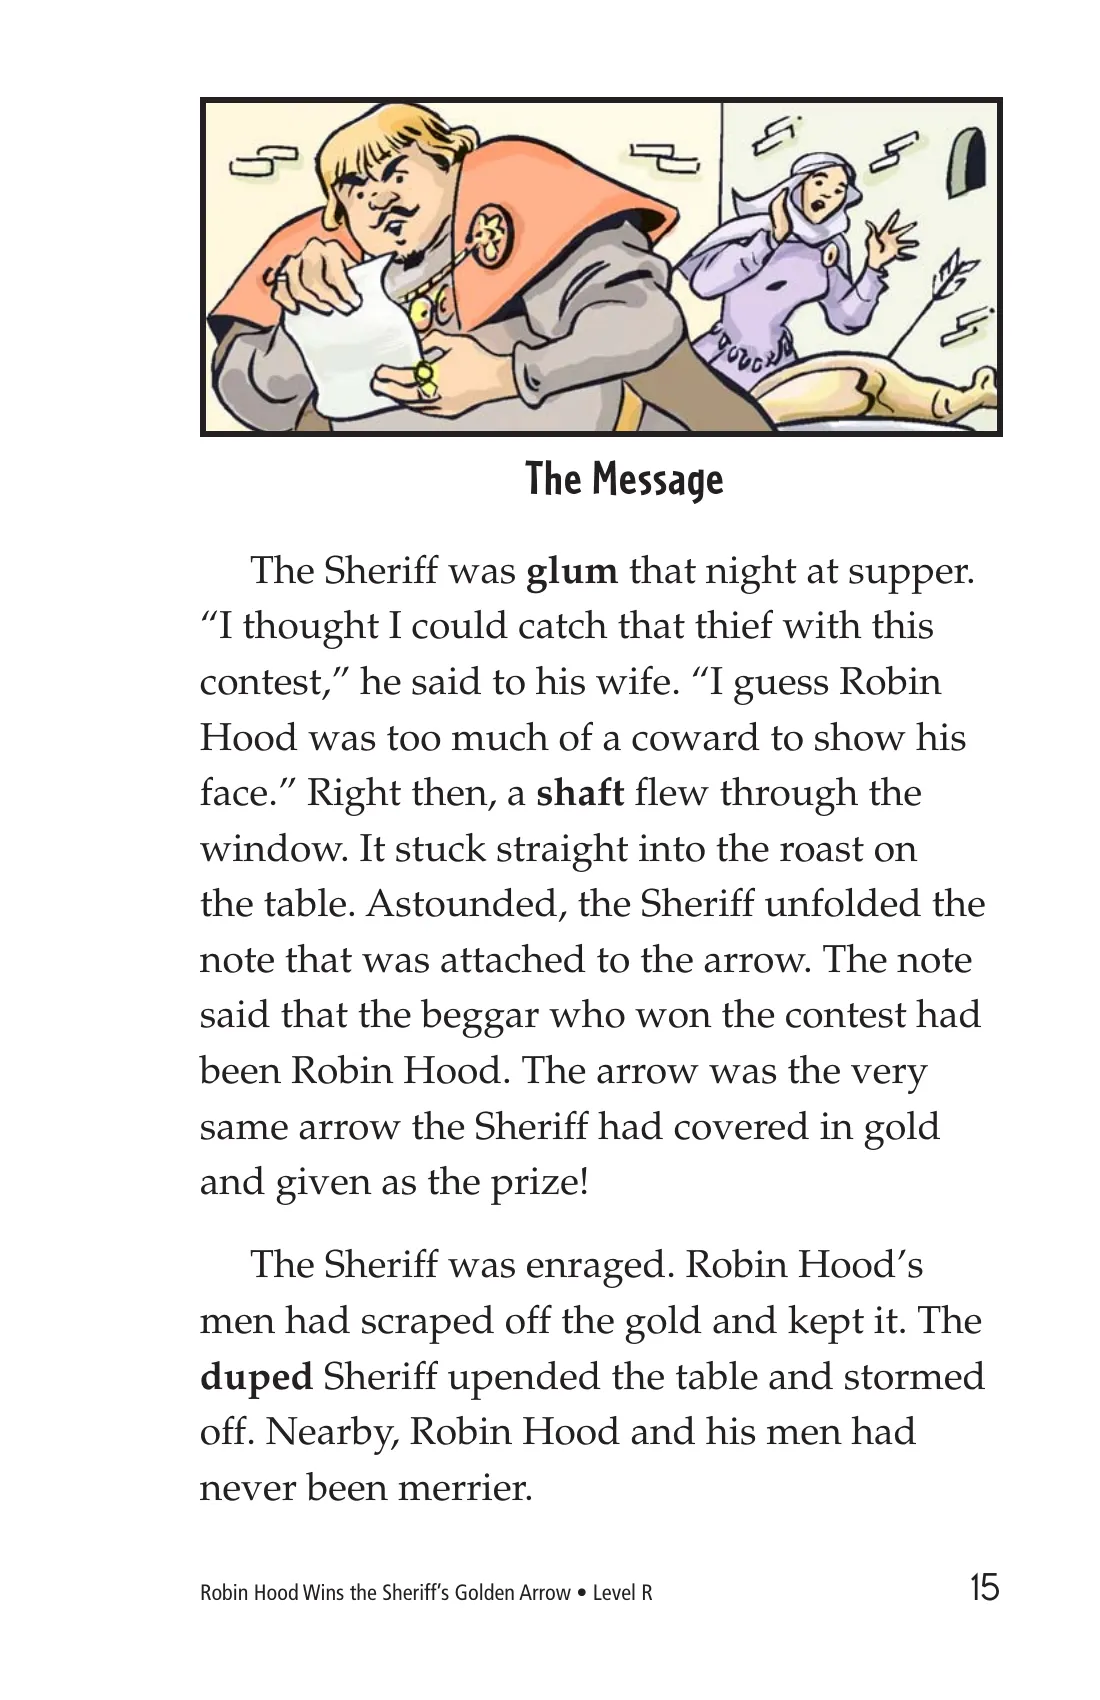 The Message
The Sheriff was glum that night at supper.
“I thought I could catch that thief with this
contest,” he said to his wife. “I guess Robin
Hood was too much of a coward to show his
face.” Right then, a shaft flew through the
window. It stuck straight into the roast on
the table. Astounded, the Sheriff unfolded the
note that was attached to the arrow. The note
said that the beggar who won the contest had
been Robin Hood. The arrow was the very
same arrow the Sheriff had covered in gold
and given as the prize!
The Sheriff was enraged. Robin Hood’s
men had scraped off the gold and kept it. The
duped Sheriff upended the table and stormed
off. Nearby, Robin Hood and his men had
never been merrier.
Robin Hood Wins the Sheriff’s Golden Arrow • Level R 15